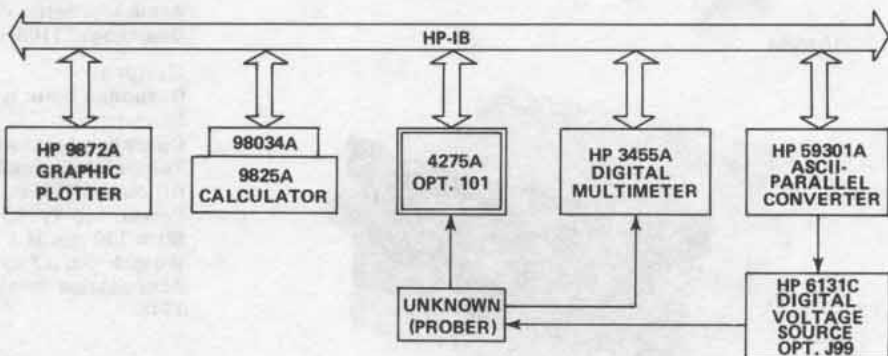 HP-IB
HP 9872A
GRAPHIC
PLOTTER
98034A
9825A
CALCULATOR
4275A
OPT. 101
HP 3455A
DIGITAL
MULTIMETER
HP 59301A
ASCII-
PARALLEL
CONVERTER
UNKNOWN
(PROBER)
HP 6131C
DIGITAL
VOLTAGE
SOURCE
OPT. J99